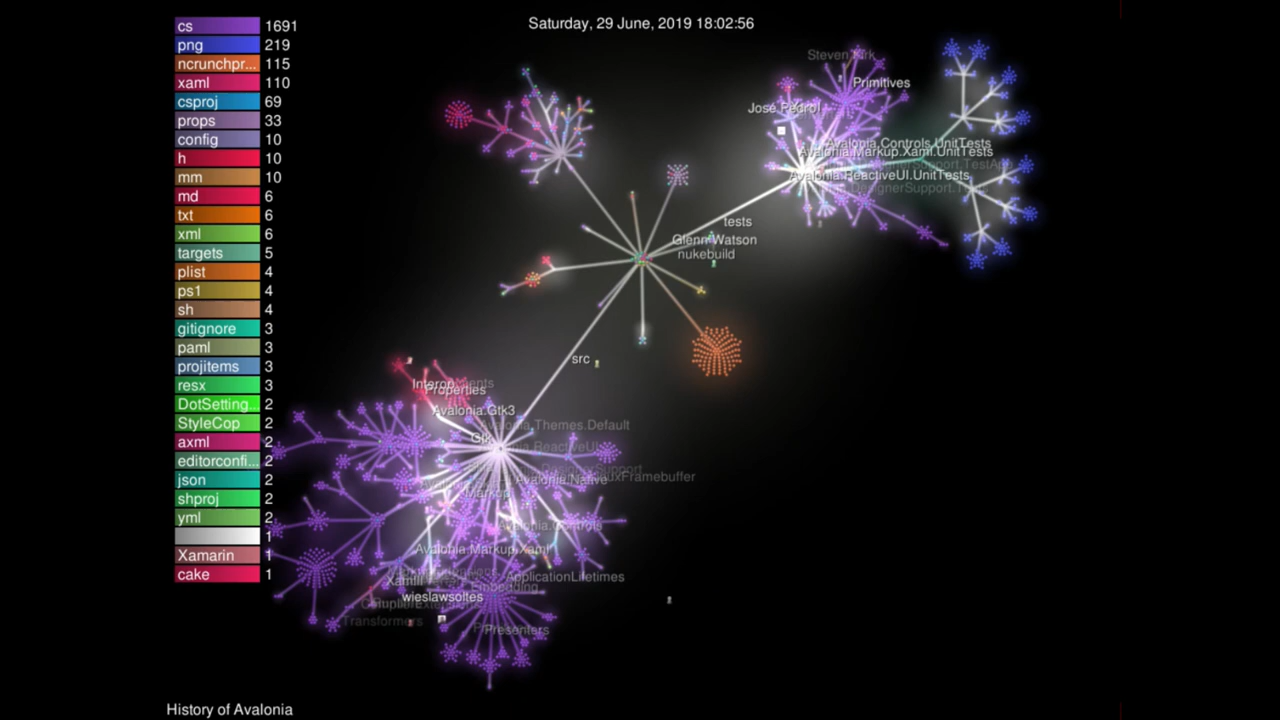 Saturday, 29 June, 2019 18:02:56
cs 1691
png 219
ncrunchpr... 115
xaml 110
csproj 69
props 33
config 10
h 10
mm 10
md 6
txt 6
xml 6
targets 5
plist 4
ps1 4
sh 4
gitignore 3
paml 3
projitems 3
resx 3
DotSetting... 2
StyleCop 2
axml 2
editorconfi... 2
json 2
shproj 2
yml 2
1
Xamarin 1
cake 1
Steven Kirk
Primitives
José Pedro
Avalonia.Controls.UnitTests
Avalonia.Markup.Xaml.UnitTests
Avalonia.ReactiveUI.UnitTests
tests
Glenn Watson
nukebuild
src
Interop
Properties
Avalonia.Gtk3
Avalonia.Themes.Default
Avalonia.ReactiveUI
Avalonia.Native
Markup
Avalonia.Controls
Avalonia.Markup.Xaml
ApplicationLifetimes
Embedding
wieslawsoltes
Transformers
Presenters
History of Avalonia